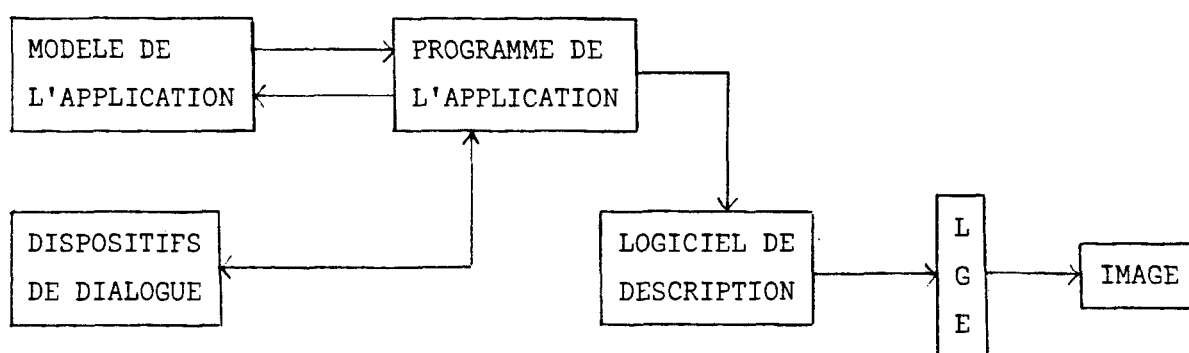 MODELE DE
L'APPLICATION
PROGRAMME DE
L'APPLICATION
DISPOSITIFS
DE DIALOGUE
LOGICIEL DE
DESCRIPTION
L
G
E
IMAGE